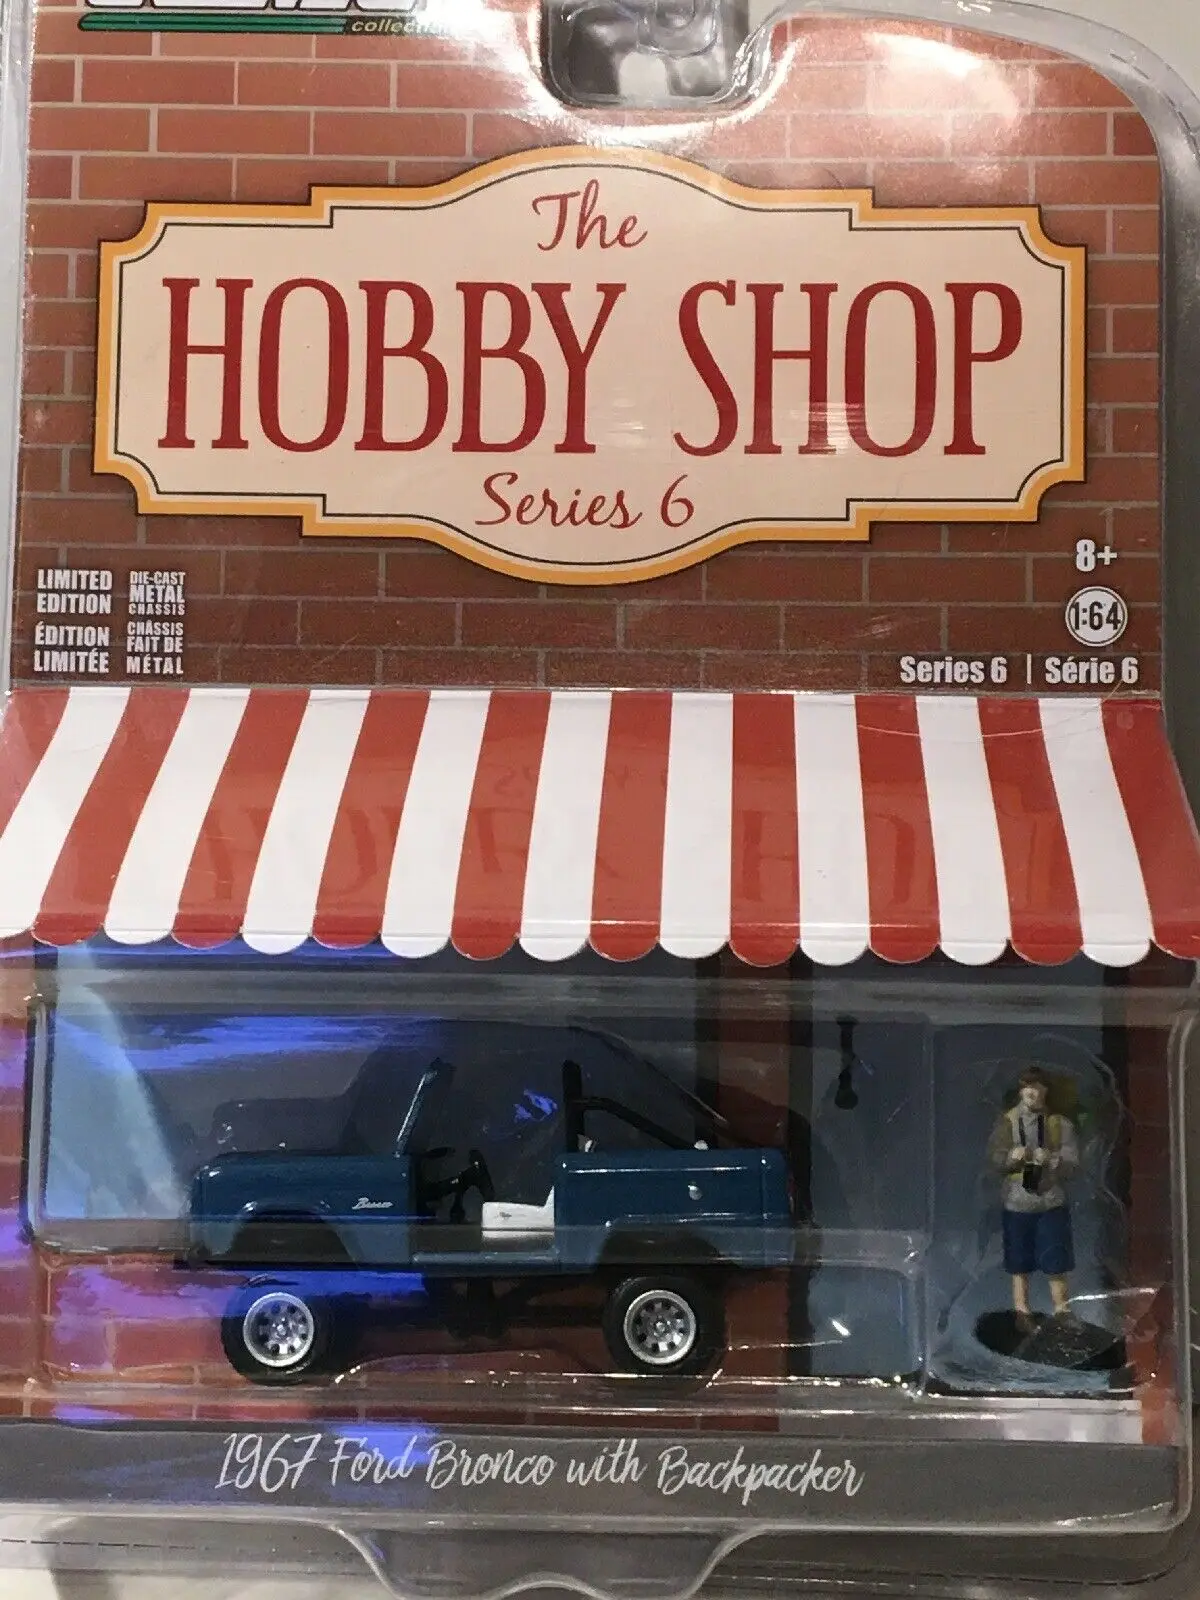 collecti
The
HOBBY SHOP
Series 6
8+
LIMITED EDITION
DIE-CAST METAL CHASSIS
ÉDITION LIMITÉE
CHÂSSIS FAIT DE MÉTAL
1:64
Series 6 | Série 6
Bronco
1967 Ford Bronco with Backpacker